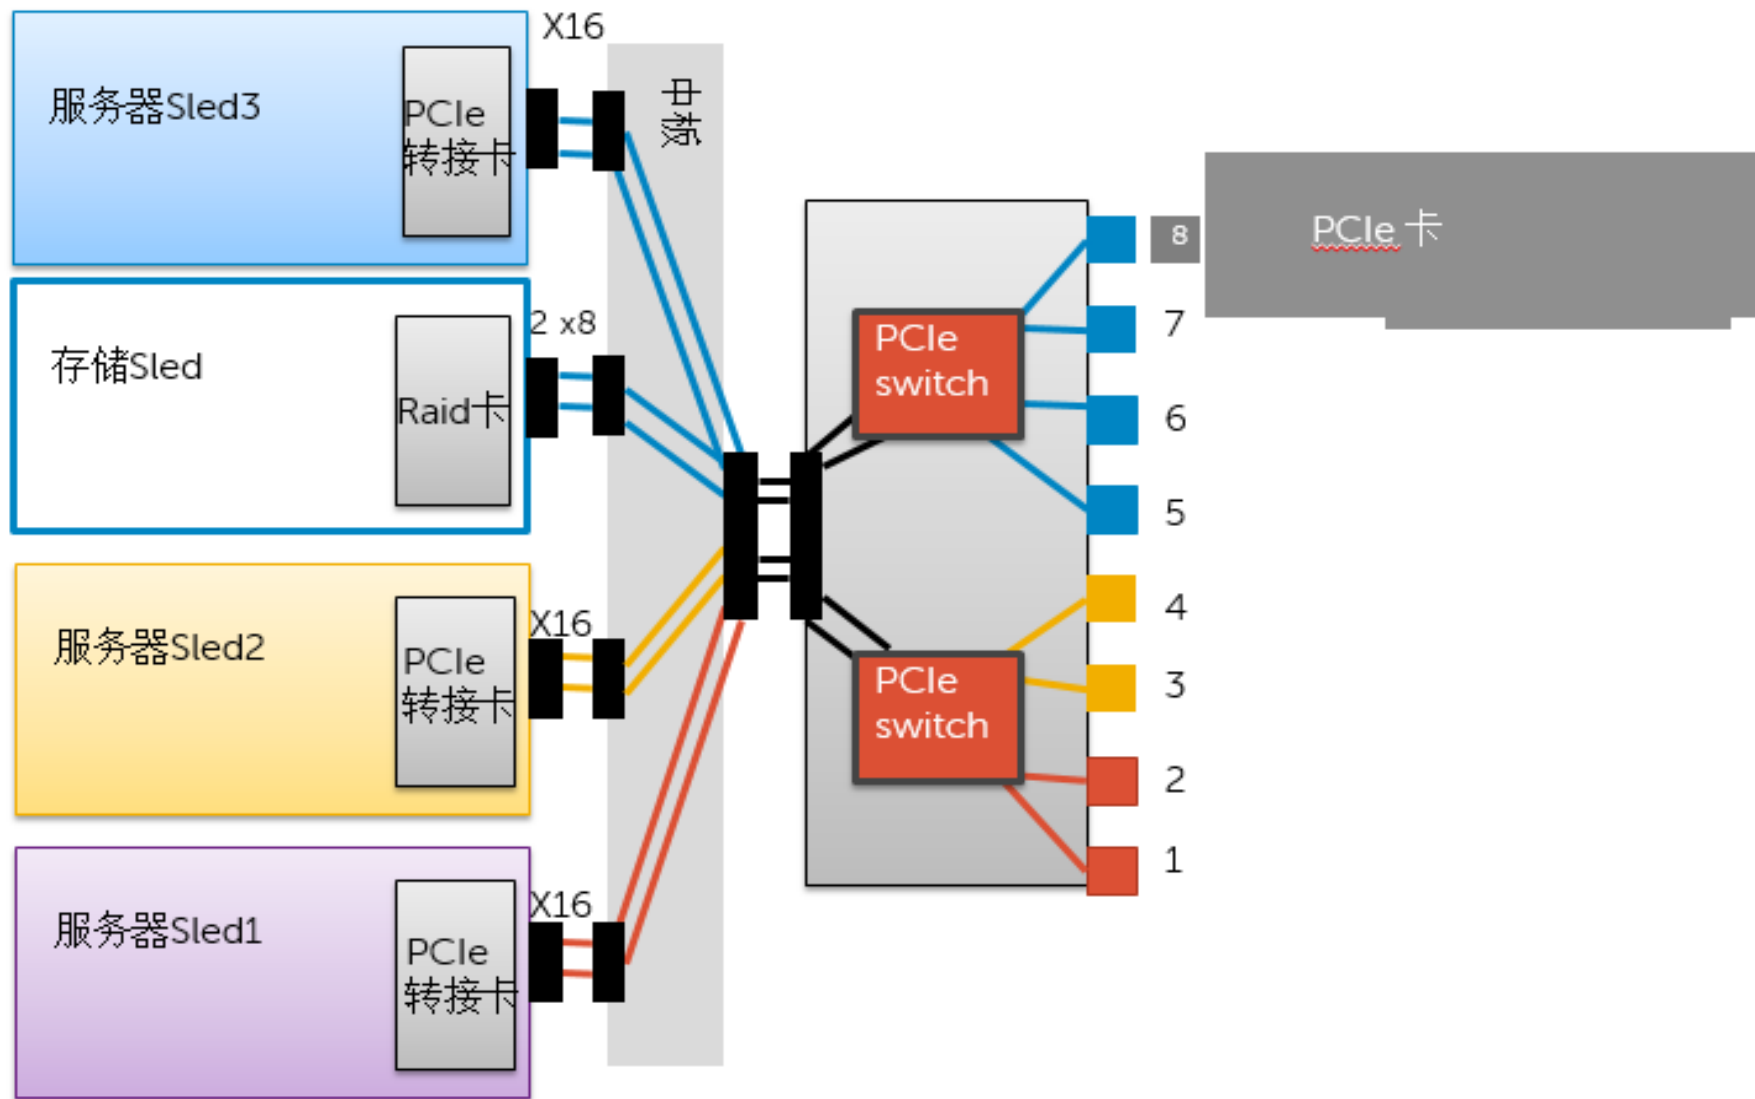 X16
服务器Sled3
PCIe
转接卡
中板
2 x8
存储Sled
Raid卡
X16
服务器Sled2
PCIe
转接卡
X16
服务器Sled1
PCIe
转接卡
PCIe
switch
PCIe
switch
8
7
6
5
4
3
2
1
PCIe 卡